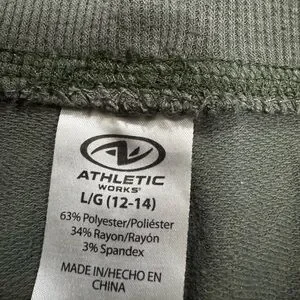 ATHLETIC
WORKS
L/G (12-14)
63% Polyester/Poliéster
34% Rayon/Rayón
3% Spandex
MADE IN/HECHO EN
CHINA